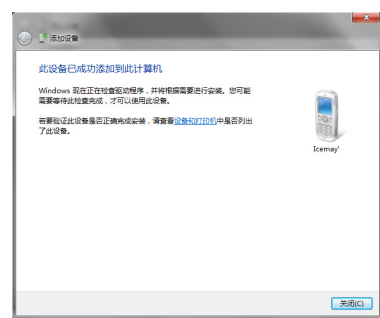 添加设备
此设备已成功添加到此计算机
Windows 现在正在检查驱动程序，并将根据需要进行安装。您可能
需要等待此检查完成，才可以使用此设备。
若要验证此设备是否正确完成安装，请查看设备和打印机中是否列出
了此设备。
Icemay'
关闭(C)